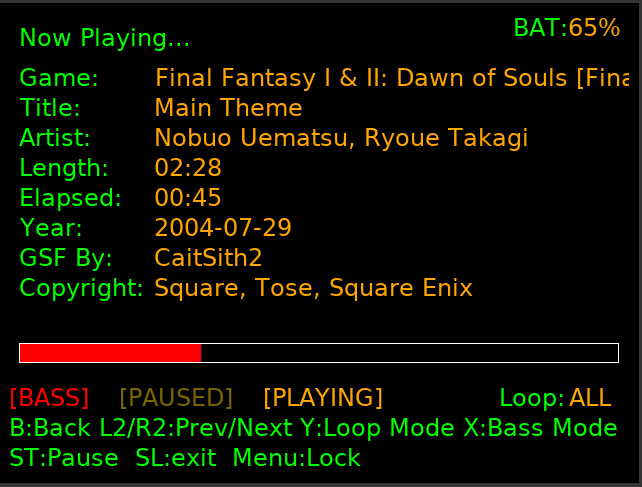 Now Playing...
BAT:65%
Game: Final Fantasy I & II: Dawn of Souls [Fina
Title: Main Theme
Artist: Nobuo Uematsu, Ryoue Takagi
Length: 02:28
Elapsed: 00:45
Year: 2004-07-29
GSF By: CaitSith2
Copyright: Square, Tose, Square Enix
[BASS] [PAUSED] [PLAYING] Loop: ALL
B:Back L2/R2:Prev/Next Y:Loop Mode X:Bass Mode
ST:Pause SL:exit Menu:Lock